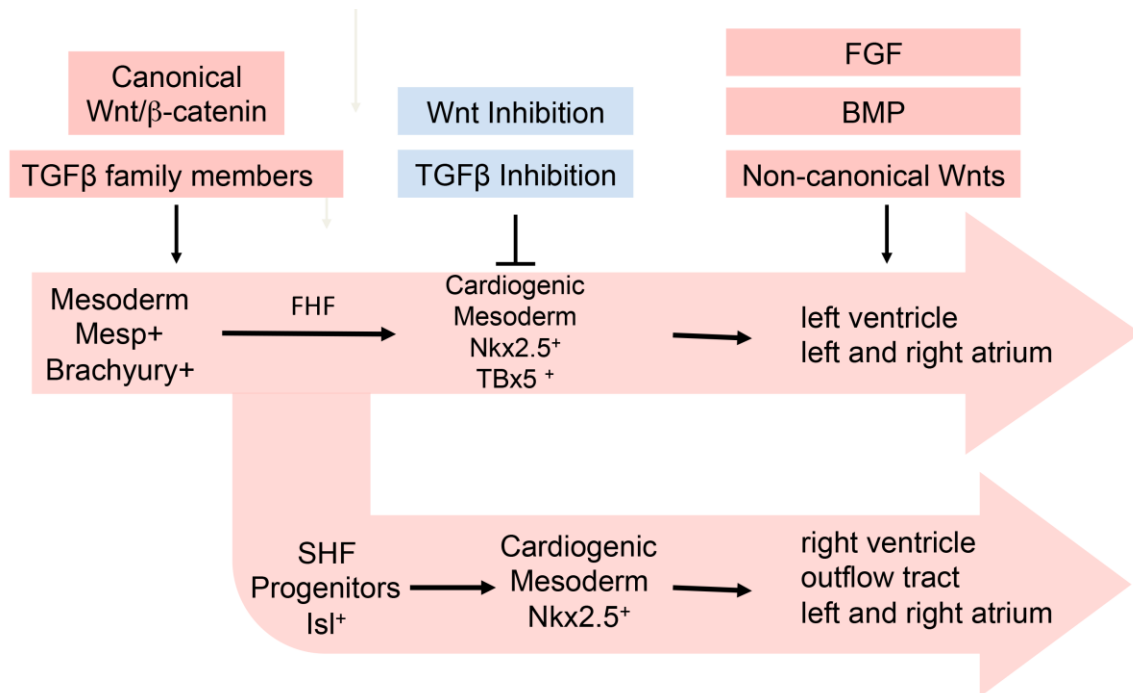 Canonical
Wnt/β-catenin
TGFβ family members
Wnt Inhibition
TGFβ Inhibition
FGF
BMP
Non-canonical Wnts
Mesoderm
Mesp+
Brachyury+
FHF
Cardiogenic
Mesoderm
Nkx2.5⁺
TBx5 ⁺
left ventricle
left and right atrium
SHF
Progenitors
Isl⁺
Cardiogenic
Mesoderm
Nkx2.5⁺
right ventricle
outflow tract
left and right atrium